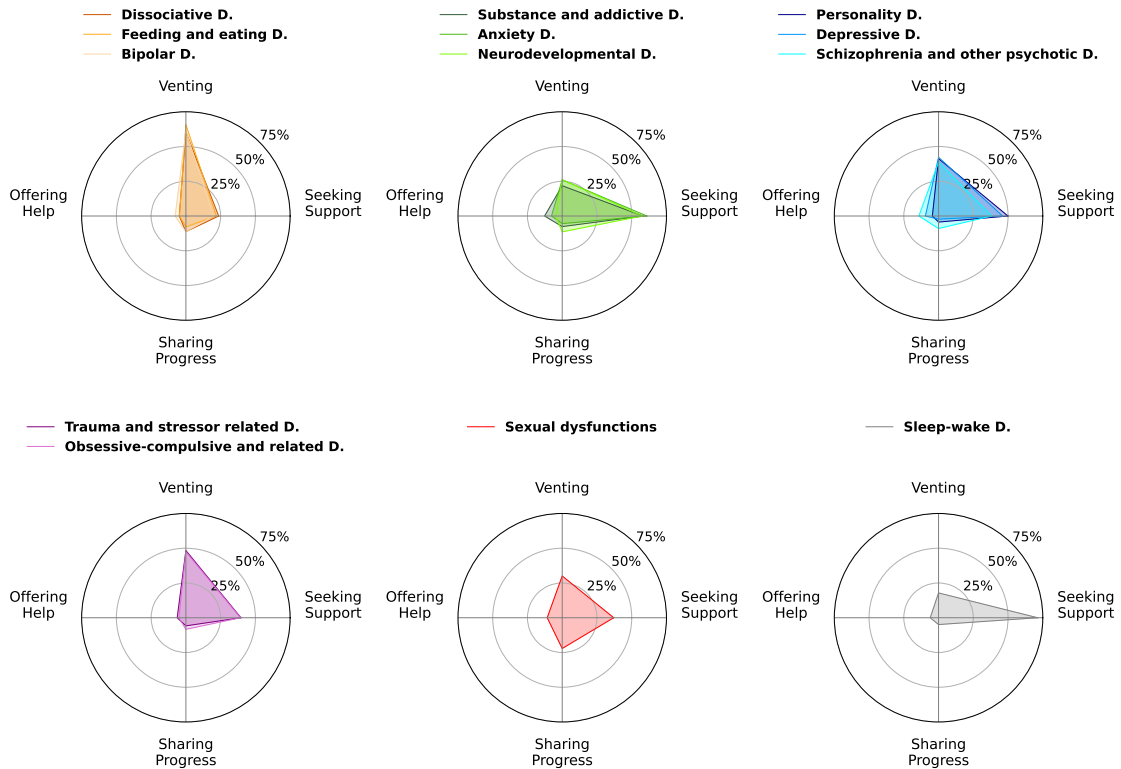 Dissociative D.
Feeding and eating D.
Bipolar D.
Venting
75%
50%
25%
Offering
Help
Seeking
Support
Sharing
Progress
Substance and addictive D.
Anxiety D.
Neurodevelopmental D.
Venting
75%
50%
25%
Offering
Help
Seeking
Support
Sharing
Progress
Personality D.
Depressive D.
Schizophrenia and other psychotic D.
Venting
75%
50%
25%
Offering
Help
Seeking
Support
Sharing
Progress
Trauma and stressor related D.
Obsessive-compulsive and related D.
Venting
75%
50%
25%
Offering
Help
Seeking
Support
Sharing
Progress
Sexual dysfunctions
Venting
75%
50%
25%
Offering
Help
Seeking
Support
Sharing
Progress
Sleep-wake D.
Venting
75%
50%
25%
Offering
Help
Seeking
Support
Sharing
Progress